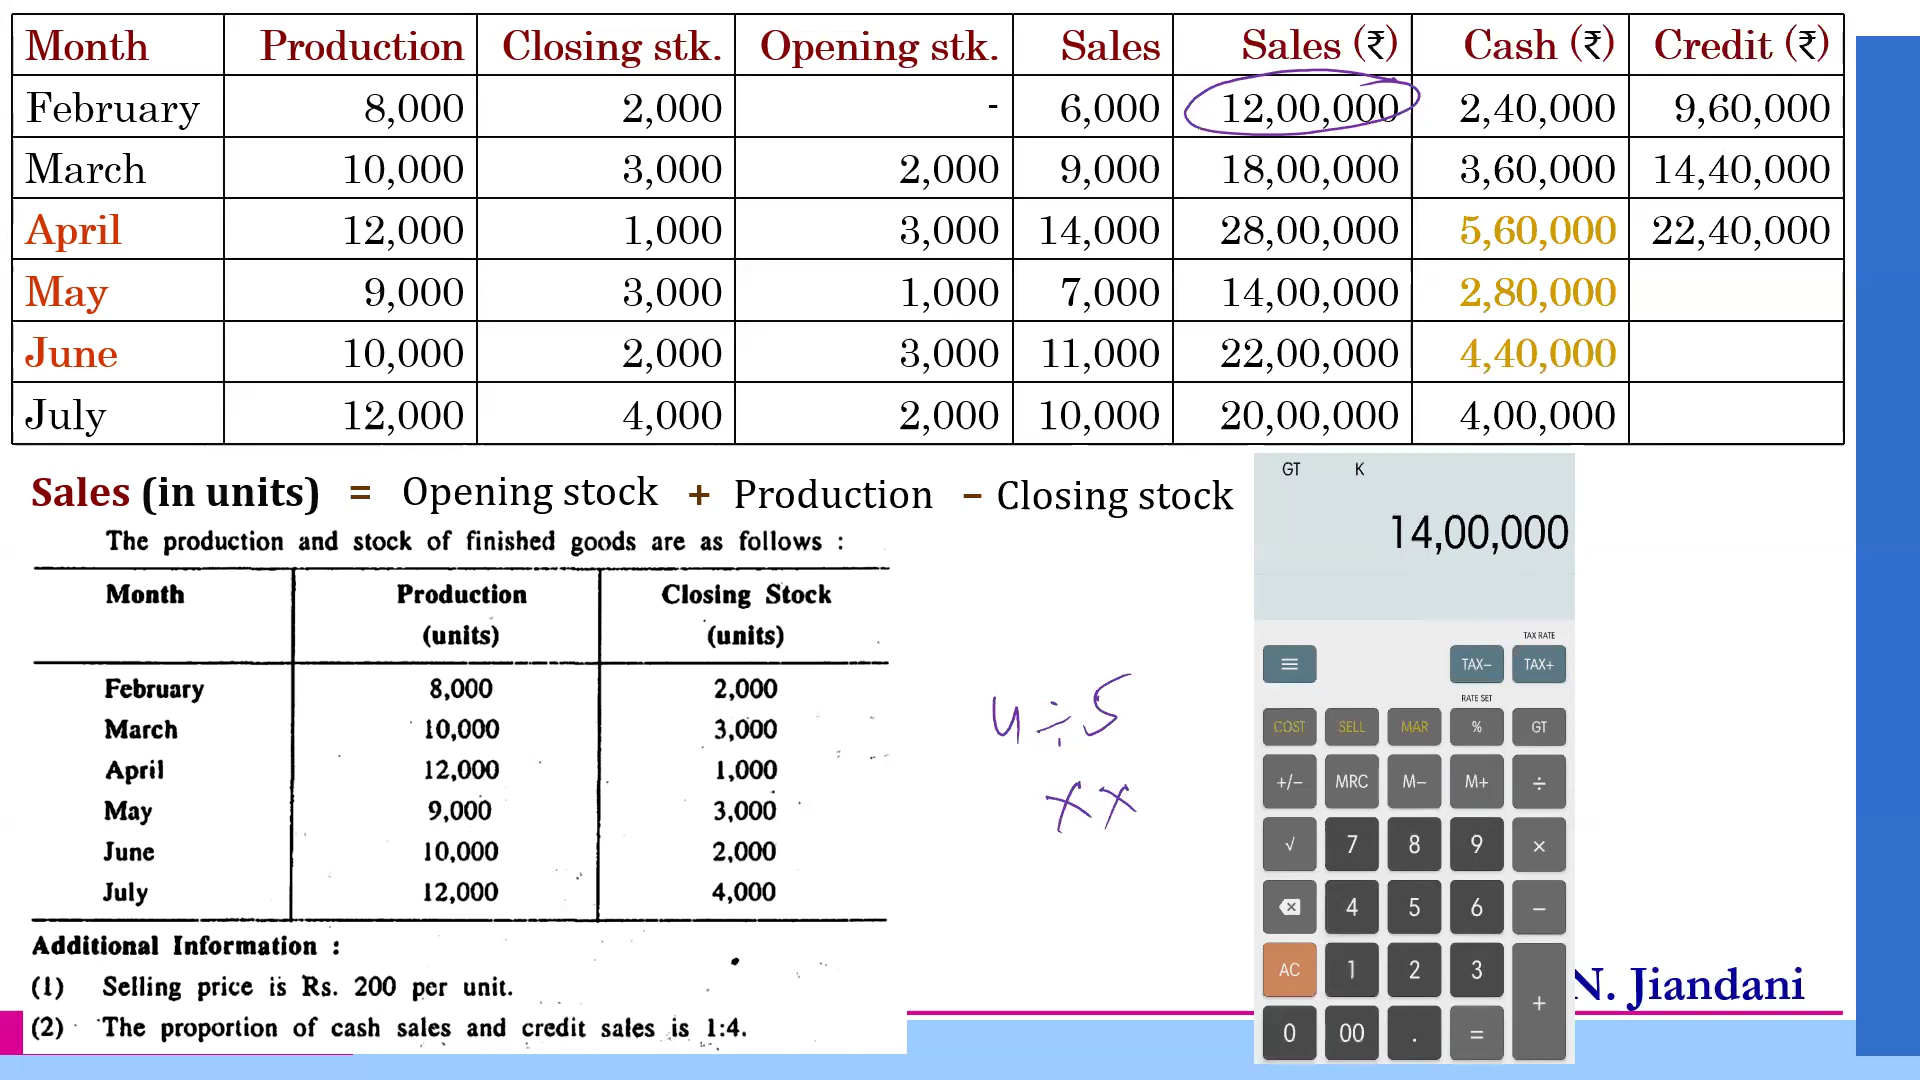 Month Production Closing stk. Opening stk. Sales Sales (₹) Cash (₹) Credit (₹)
February 8,000 2,000 - 6,000 12,00,000 2,40,000 9,60,000
March 10,000 3,000 2,000 9,000 18,00,000 3,60,000 14,40,000
April 12,000 1,000 3,000 14,000 28,00,000 5,60,000 22,40,000
May 9,000 3,000 1,000 7,000 14,00,000 2,80,000
June 10,000 2,000 3,000 11,000 22,00,000 4,40,000
July 12,000 4,000 2,000 10,000 20,00,000 4,00,000
Sales (in units) = Opening stock + Production − Closing stock
The production and stock of finished goods are as follows :
Month Production Closing Stock
(units) (units)
February 8,000 2,000
March 10,000 3,000
April 12,000 1,000
May 9,000 3,000
June 10,000 2,000
July 12,000 4,000
Additional Information :
(1) Selling price is Rs. 200 per unit.
(2) The proportion of cash sales and credit sales is 1:4.
4 ÷ 5
× ×
GT K
14,00,000
TAX RATE
≡ TAX− TAX+
RATE SET
COST SELL MAR % GT
+/− MRC M− M+ ÷
√ 7 8 9 ×
4 5 6 −
AC 1 2 3 +
0 00 . =
N. Jiandani